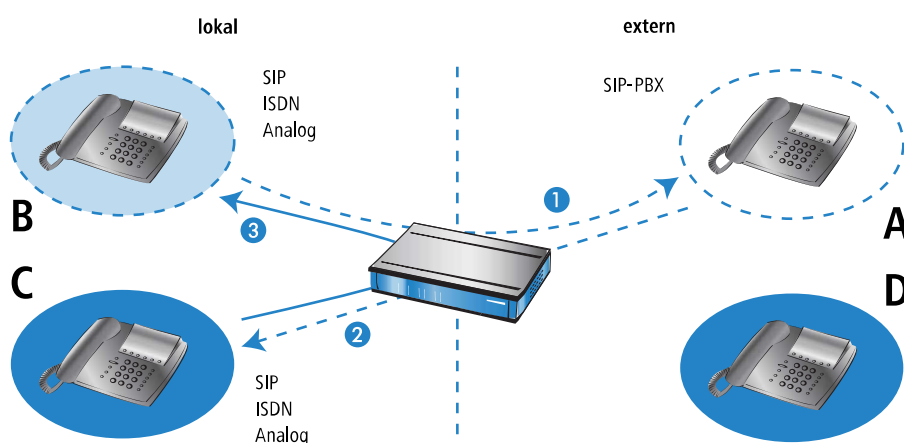 lokal
extern
SIP
ISDN
Analog
SIP-PBX
1
B
3
A
C
D
2
SIP
ISDN
Analog